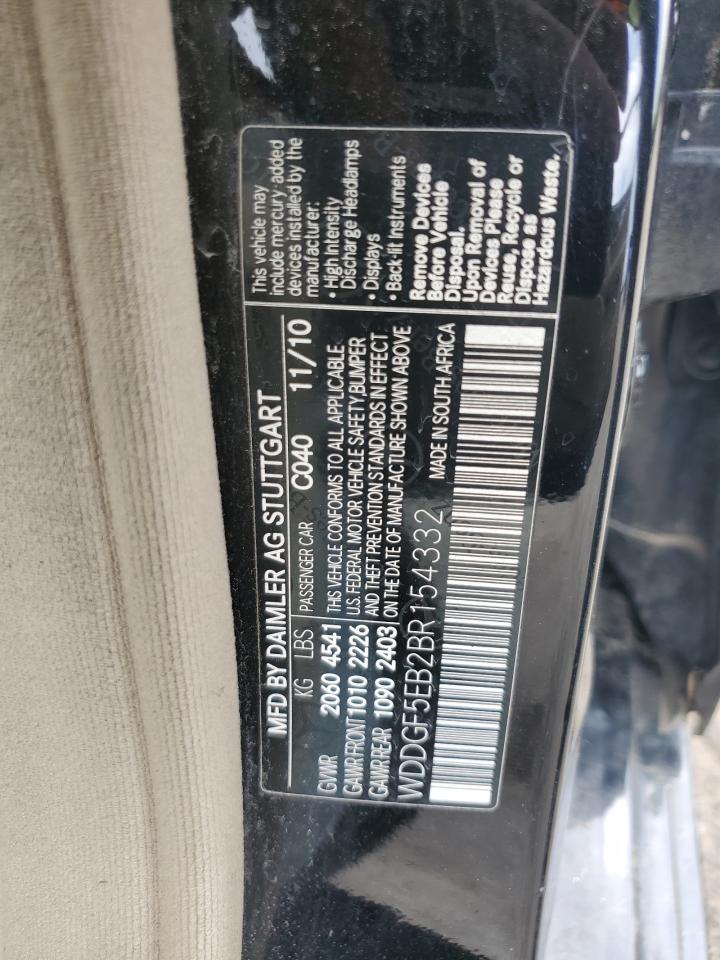 MFD BY DAIMLER AG STUTTGART
KG LBS PASSENGER CAR C040 11/10
GVWR 2060 4541
GAWR FRONT 1010 2226
GAWR REAR 1090 2403
THIS VEHICLE CONFORMS TO ALL APPLICABLE
U.S. FEDERAL MOTOR VEHICLE SAFETY BUMPER
AND THEFT PREVENTION STANDARDS IN EFFECT
ON THE DATE OF MANUFACTURE SHOWN ABOVE
WDDGF5EB2BR154332 MADE IN SOUTH AFRICA
This vehicle may
include mercury added
devices installed by the
manufacturer:
• High Intensity
Discharge Headlamps
• Displays
• Back-lit Instruments
Remove Devices
Before Vehicle
Disposal.
Upon Removal of
Devices Please
Reuse, Recycle or
Dispose as
Hazardous Waste.